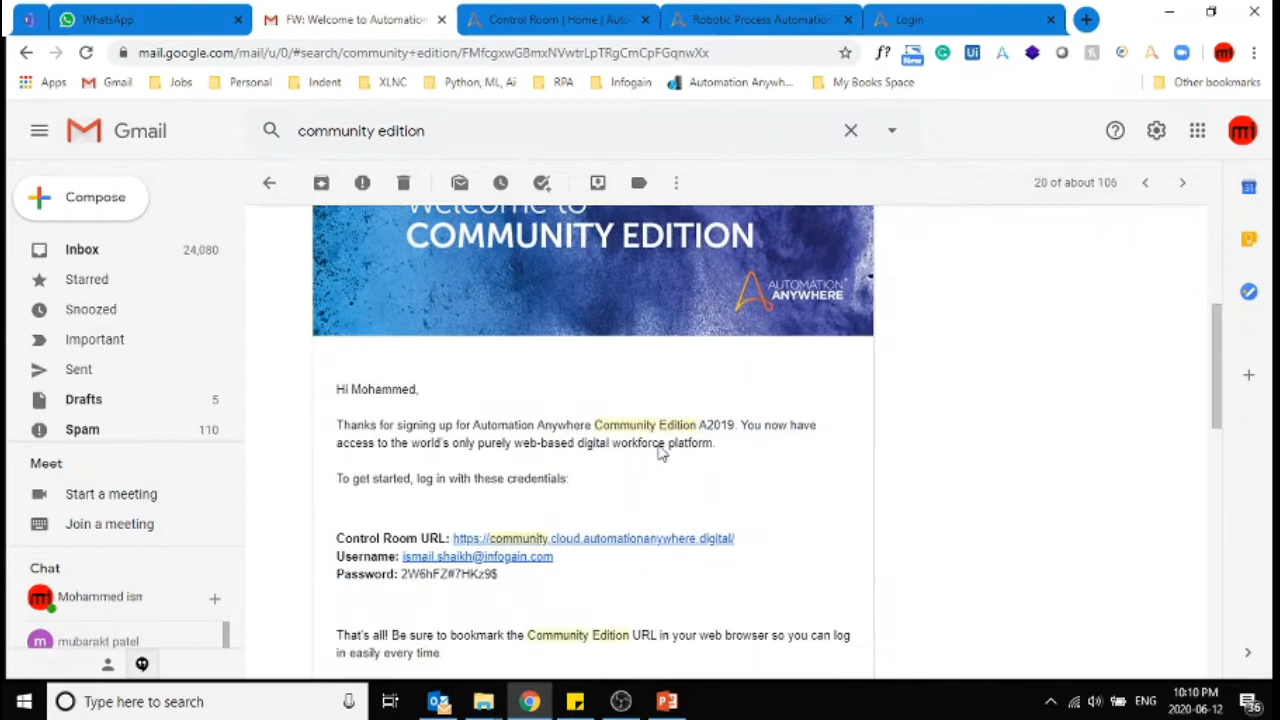 WhatsApp
FW: Welcome to Automation
Control Room | Home | Auto
Robotic Process Automation
Login
mail.google.com/mail/u/0/#search/community+edition/FMfcgxwGBmxNVwtrLpTRgCmCpFGqnwXx
f?
New
Ui
Apps
Gmail
Jobs
Personal
Indent
XLNC
Python, ML, Ai
RPA
Infogain
Automation Anywh...
My Books Space
Other bookmarks
Gmail
community edition
Compose
20 of about 106
Inbox 24,080
Starred
Snoozed
Important
Sent
Drafts 5
Spam 110
Meet
Start a meeting
Join a meeting
Chat
Mohammed isn
mubarakt patel
Welcome to
COMMUNITY EDITION
AUTOMATION
ANYWHERE
Hi Mohammed,
Thanks for signing up for Automation Anywhere Community Edition A2019. You now have
access to the world's only purely web-based digital workforce platform.
To get started, log in with these credentials:
Control Room URL: https://community.cloud.automationanywhere.digital/
Username: ismail.shaikh@infogain.com
Password: 2W6hFZ#7HKz9$
That's all! Be sure to bookmark the Community Edition URL in your web browser so you can log
in easily every time.
Type here to search
ENG
10:10 PM
2020-06-12
36